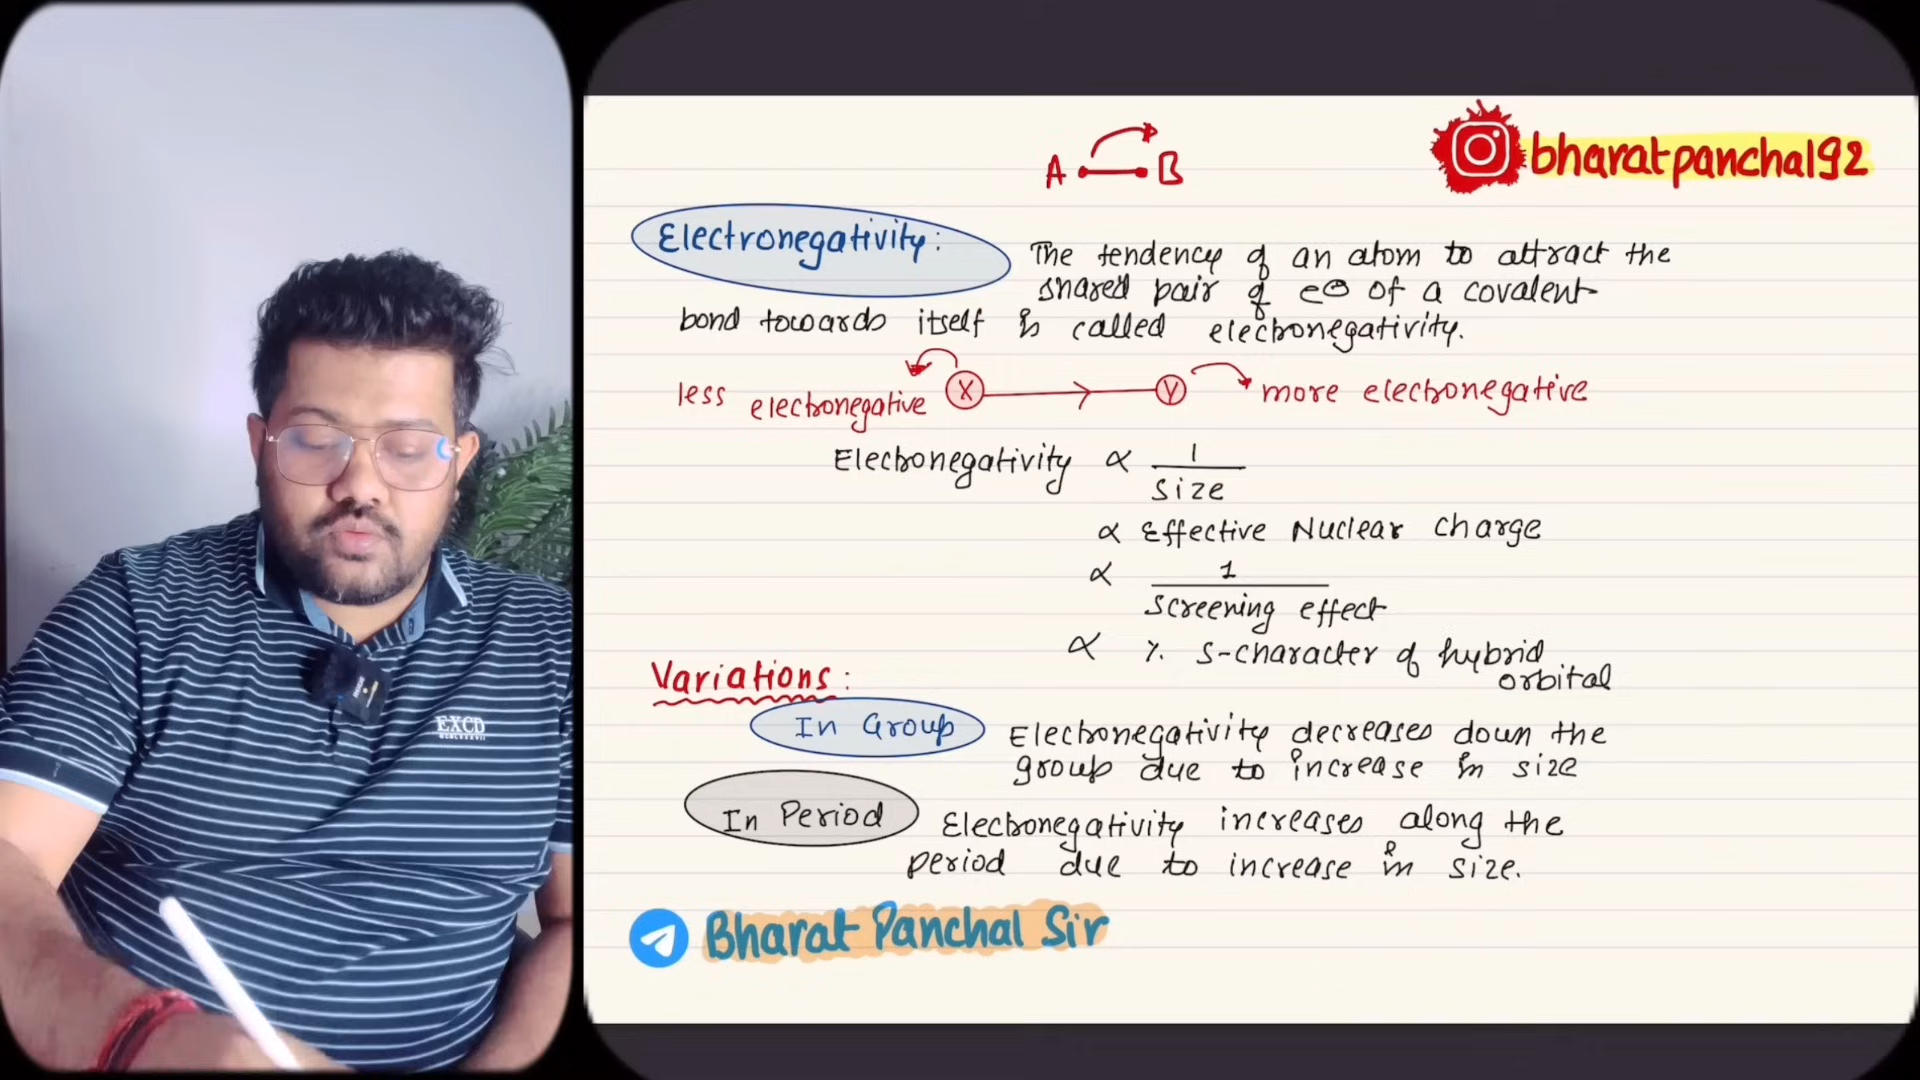 A B
bharatpanchal92
Electronegativity: The tendency of an atom to attract the
shared pair of e⊖ of a covalent
bond towards itself is called electronegativity.
less electronegative X Y more electronegative
Electronegativity ∝ 1 / Size
∝ Effective Nuclear Charge
∝ 1 / Screening effect
∝ % S-character of hybrid
orbital
Variations:
In Group Electronegativity decreases down the
group due to increase in size
In Period Electronegativity increases along the
period due to increase in size.
Bharat Panchal Sir
EXCD